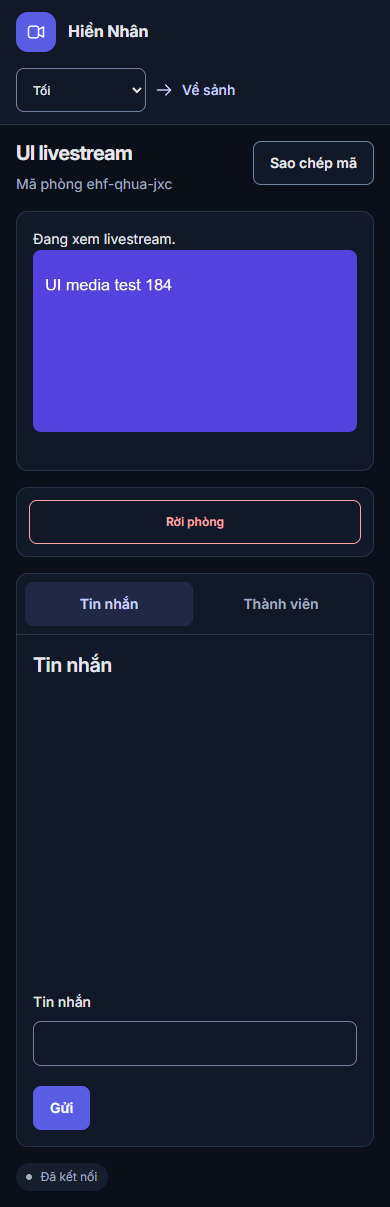 Hiền Nhân
Tối
Về sảnh
UI livestream
Mã phòng ehf-qhua-jxc
Sao chép mã
Đang xem livestream.
UI media test 184
Rời phòng
Tin nhắn
Thành viên
Tin nhắn
Tin nhắn
Gửi
Đã kết nối